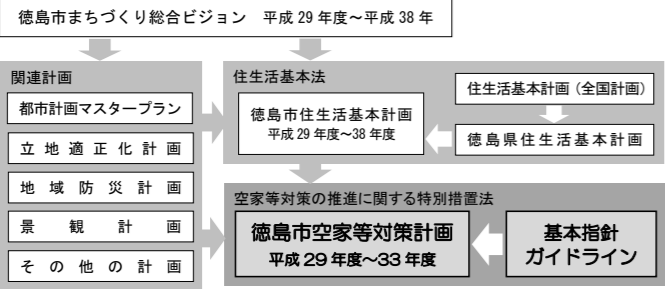 徳島市まちづくり総合ビジョン 平成29年度～平成38年
関連計画
都市計画マスタープラン
立地適正化計画
地域防災計画
景観計画
その他の計画
住生活基本法
徳島市住生活基本計画
平成29年度～38年度
住生活基本計画（全国計画）
徳島県住生活基本計画
空家等対策の推進に関する特別措置法
徳島市空家等対策計画
平成29年度～33年度
基本指針
ガイドライン